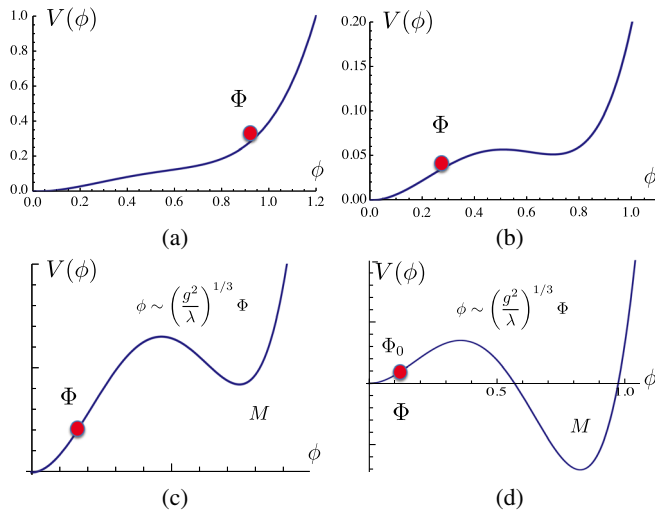 V(ϕ)
1.0
0.8
0.6
0.4
0.2
0.0
0.0 0.2 0.4 0.6 0.8 1.0 1.2
Φ
ϕ
(a)
V(ϕ)
0.20
0.15
0.10
0.05
0.00
0.0 0.2 0.4 0.6 0.8 1.0
Φ
ϕ
(b)
V(ϕ)
ϕ ∼ (g²/λ)^{1/3} Φ
Φ
M
ϕ
(c)
V(ϕ)
ϕ ∼ (g²/λ)^{1/3} Φ
Φ₀
ϕ
0.5 1.0
Φ
M
(d)